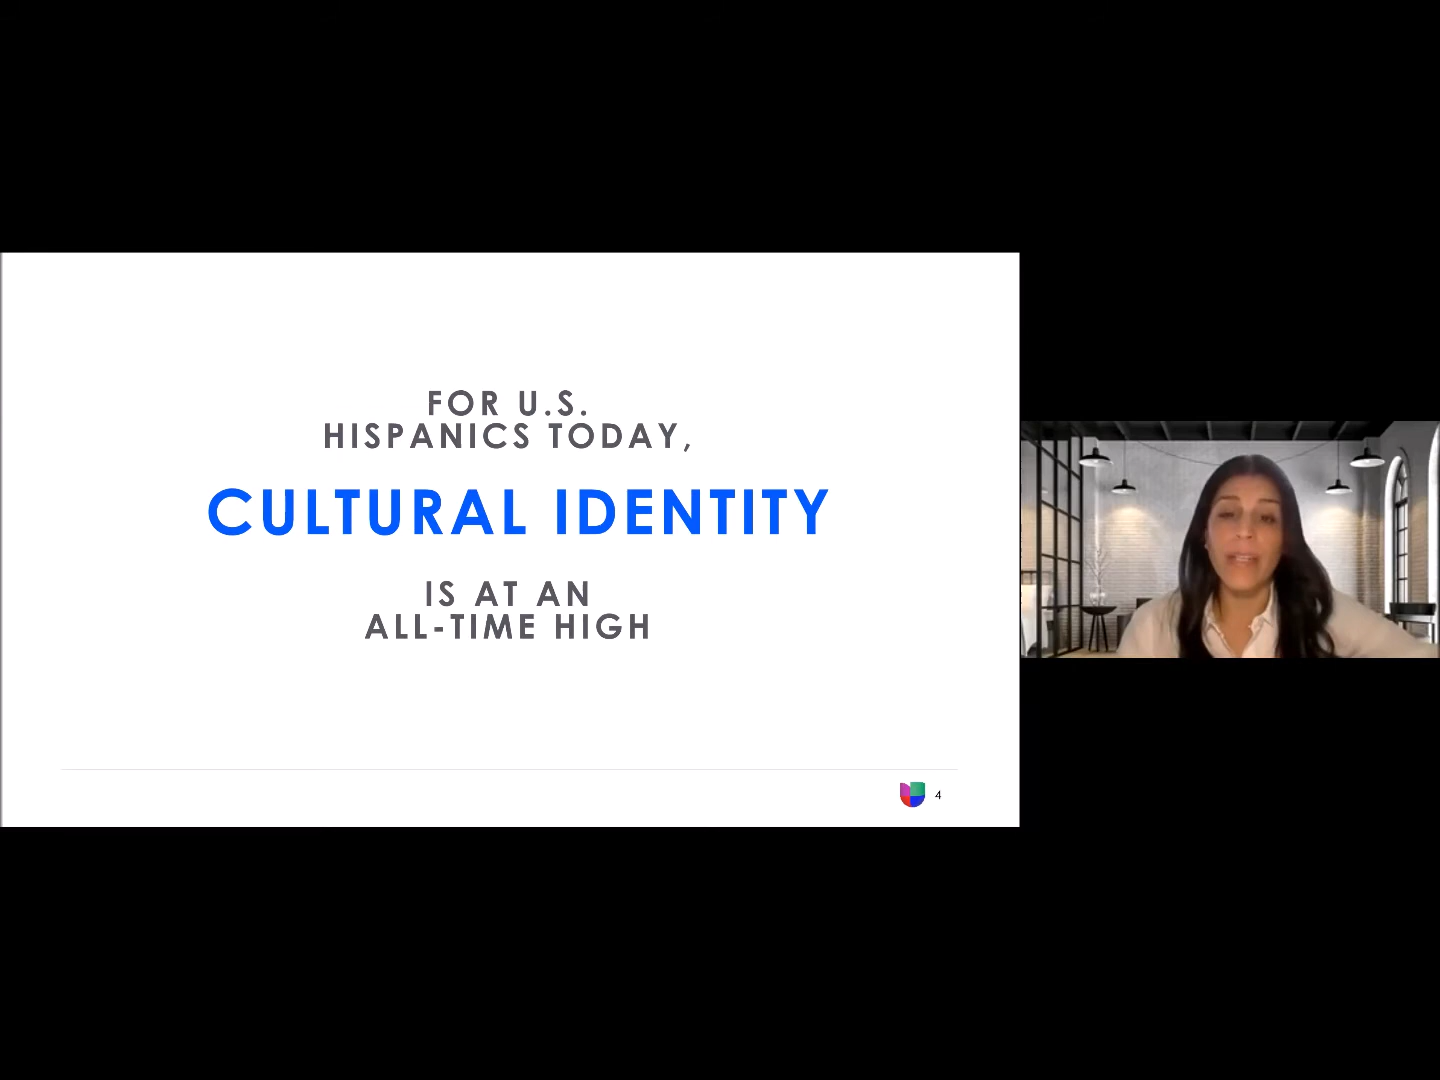 FOR U.S.
HISPANICS TODAY,
CULTURAL IDENTITY
IS AT AN
ALL-TIME HIGH
4